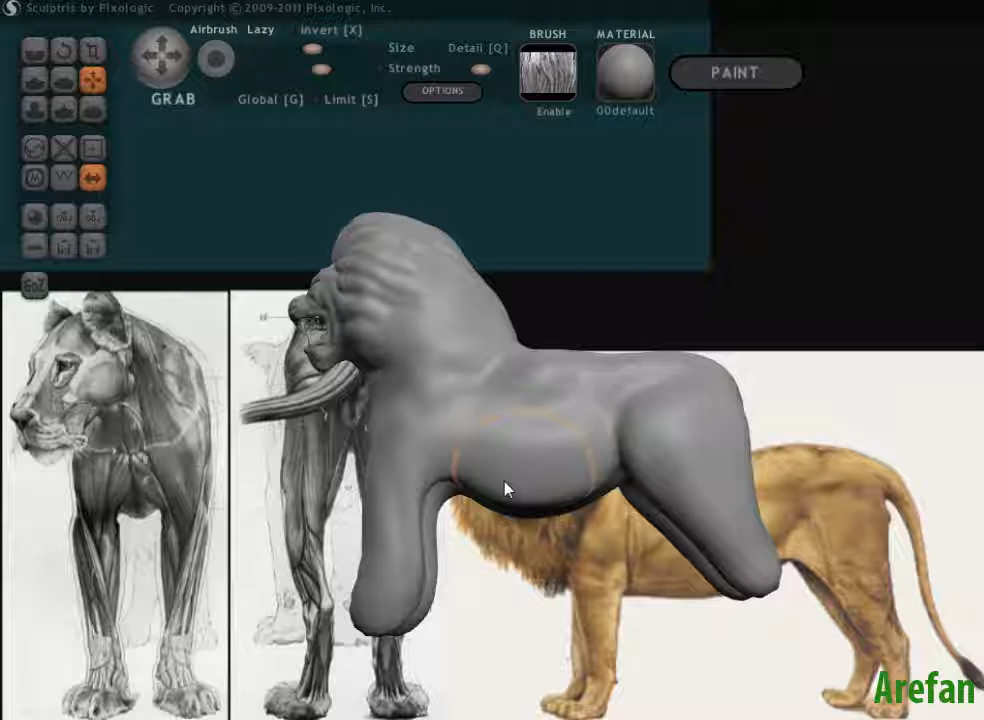 Sculptris by Pixologic Copyright © 2009-2011 Pixologic, Inc.
Airbrush Lazy Invert [X]
Size Detail [Q]
Strength
GRAB Global [G] Limit [S]
OPTIONS
BRUSH MATERIAL
Enable 00default
PAINT
GoZ
Arefan